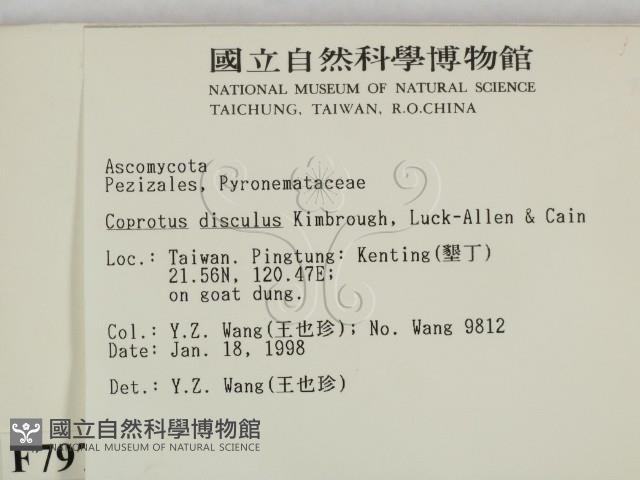 國立自然科學博物館
NATIONAL MUSEUM OF NATURAL SCIENCE
TAICHUNG, TAIWAN, R.O.CHINA
Ascomycota
Pezizales, Pyronemataceae
Coprotus disculus Kimbrough, Luck-Allen & Cain
Loc.: Taiwan. Pingtung: Kenting(墾丁)
21.56N, 120.47E;
on goat dung.
Col.: Y.Z. Wang(王也珍); No. Wang 9812
Date: Jan. 18, 1998
Det.: Y.Z. Wang(王也珍)
國立自然科學博物館
NATIONAL MUSEUM OF NATURAL SCIENCE
F79